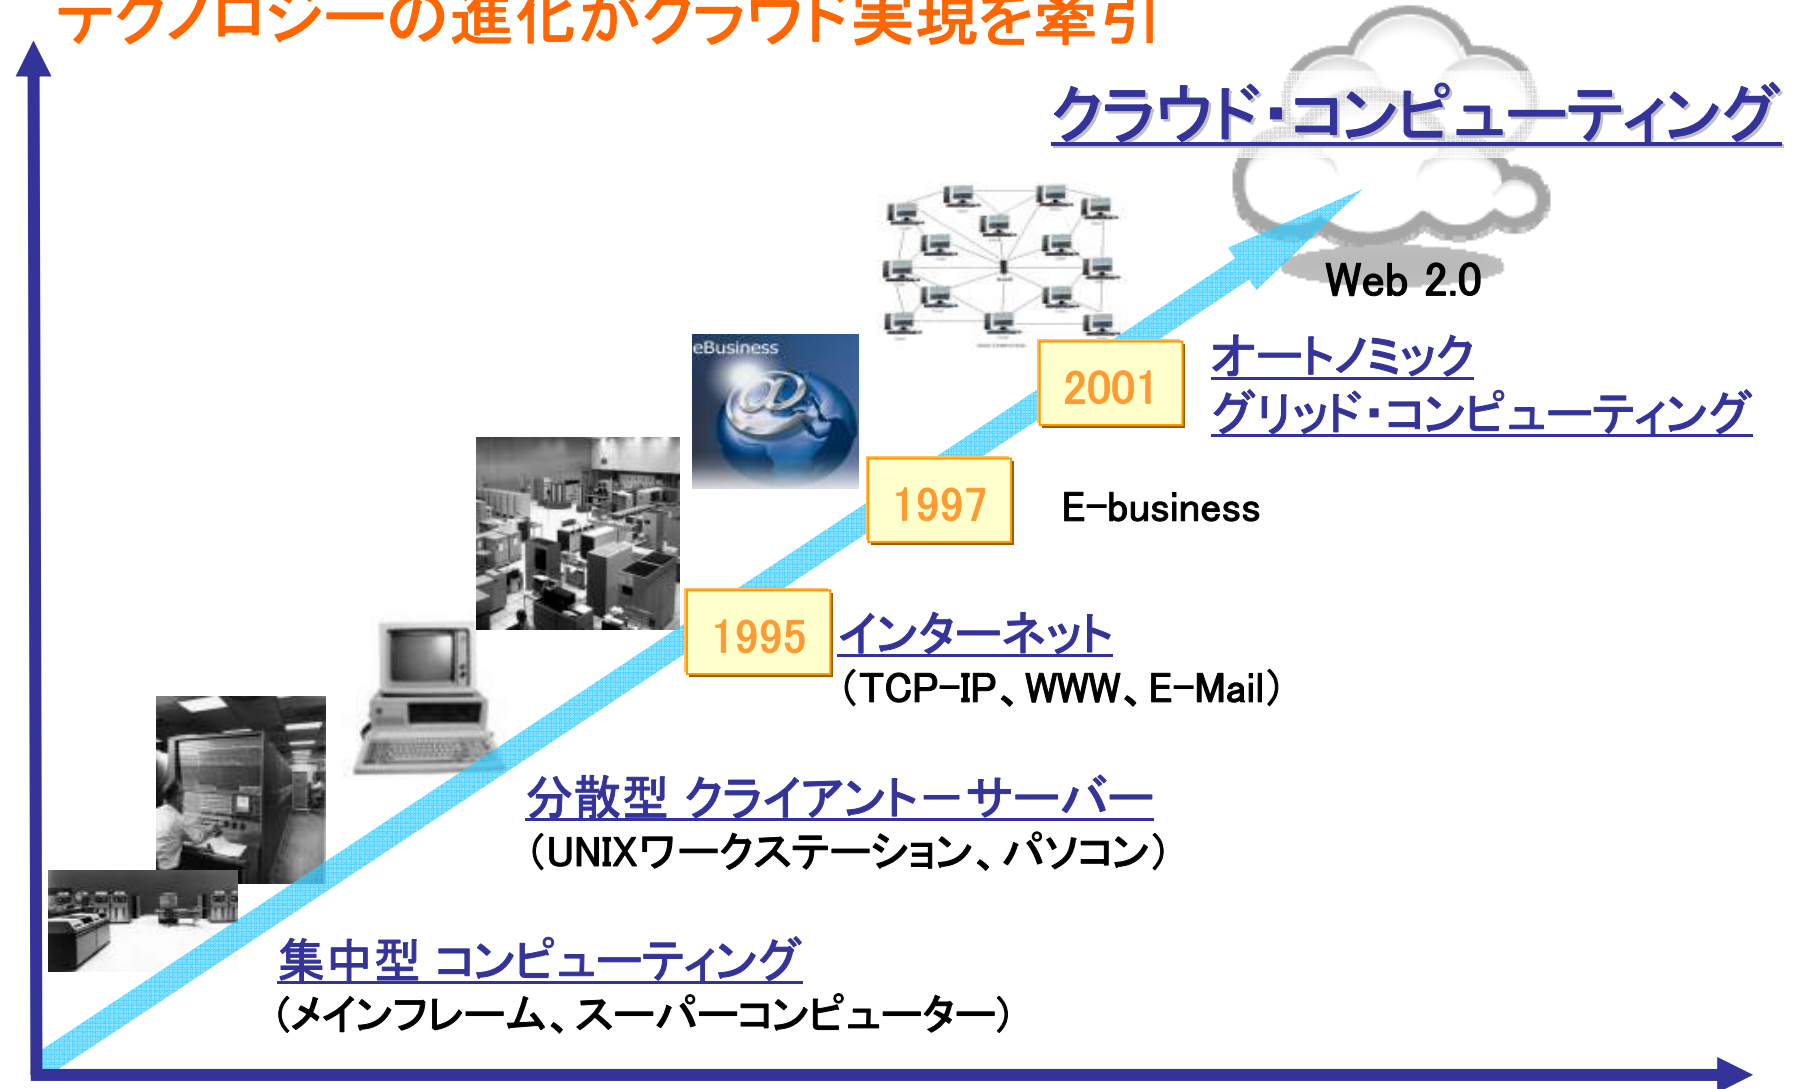 テクノロジーの進化がクラウド実現を牽引
クラウド・コンピューティング
Web 2.0
オートノミック
グリッド・コンピューティング
2001
eBusiness
1997
E-business
1995
インターネット
（TCP-IP、WWW、E-Mail）
分散型 クライアント－サーバー
（UNIXワークステーション、パソコン）
集中型 コンピューティング
（メインフレーム、スーパーコンピューター）